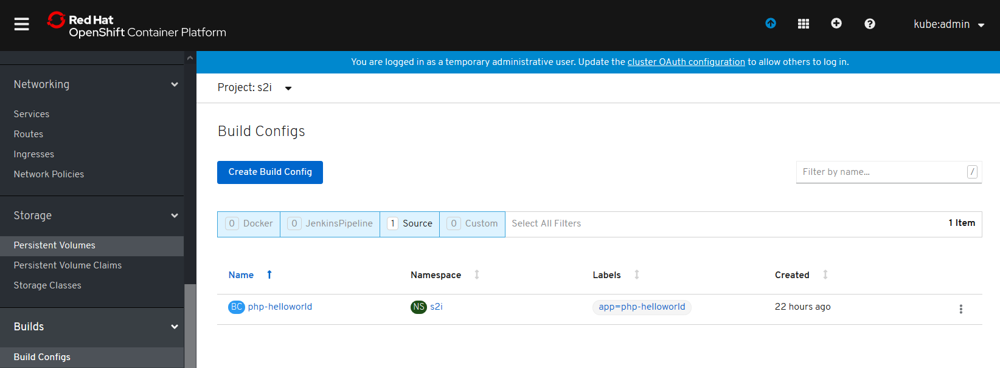 Red Hat
OpenShift Container Platform
kube:admin
You are logged in as a temporary administrative user. Update the cluster OAuth configuration to allow others to log in.
Networking
Services
Routes
Ingresses
Network Policies
Storage
Persistent Volumes
Persistent Volume Claims
Storage Classes
Builds
Build Configs
Project: s2i
Build Configs
Create Build Config
Filter by name...
/
0 Docker 0 JenkinsPipeline 1 Source 0 Custom Select All Filters 1 Item
Name Namespace Labels Created
BC php-helloworld NS s2i app=php-helloworld 22 hours ago